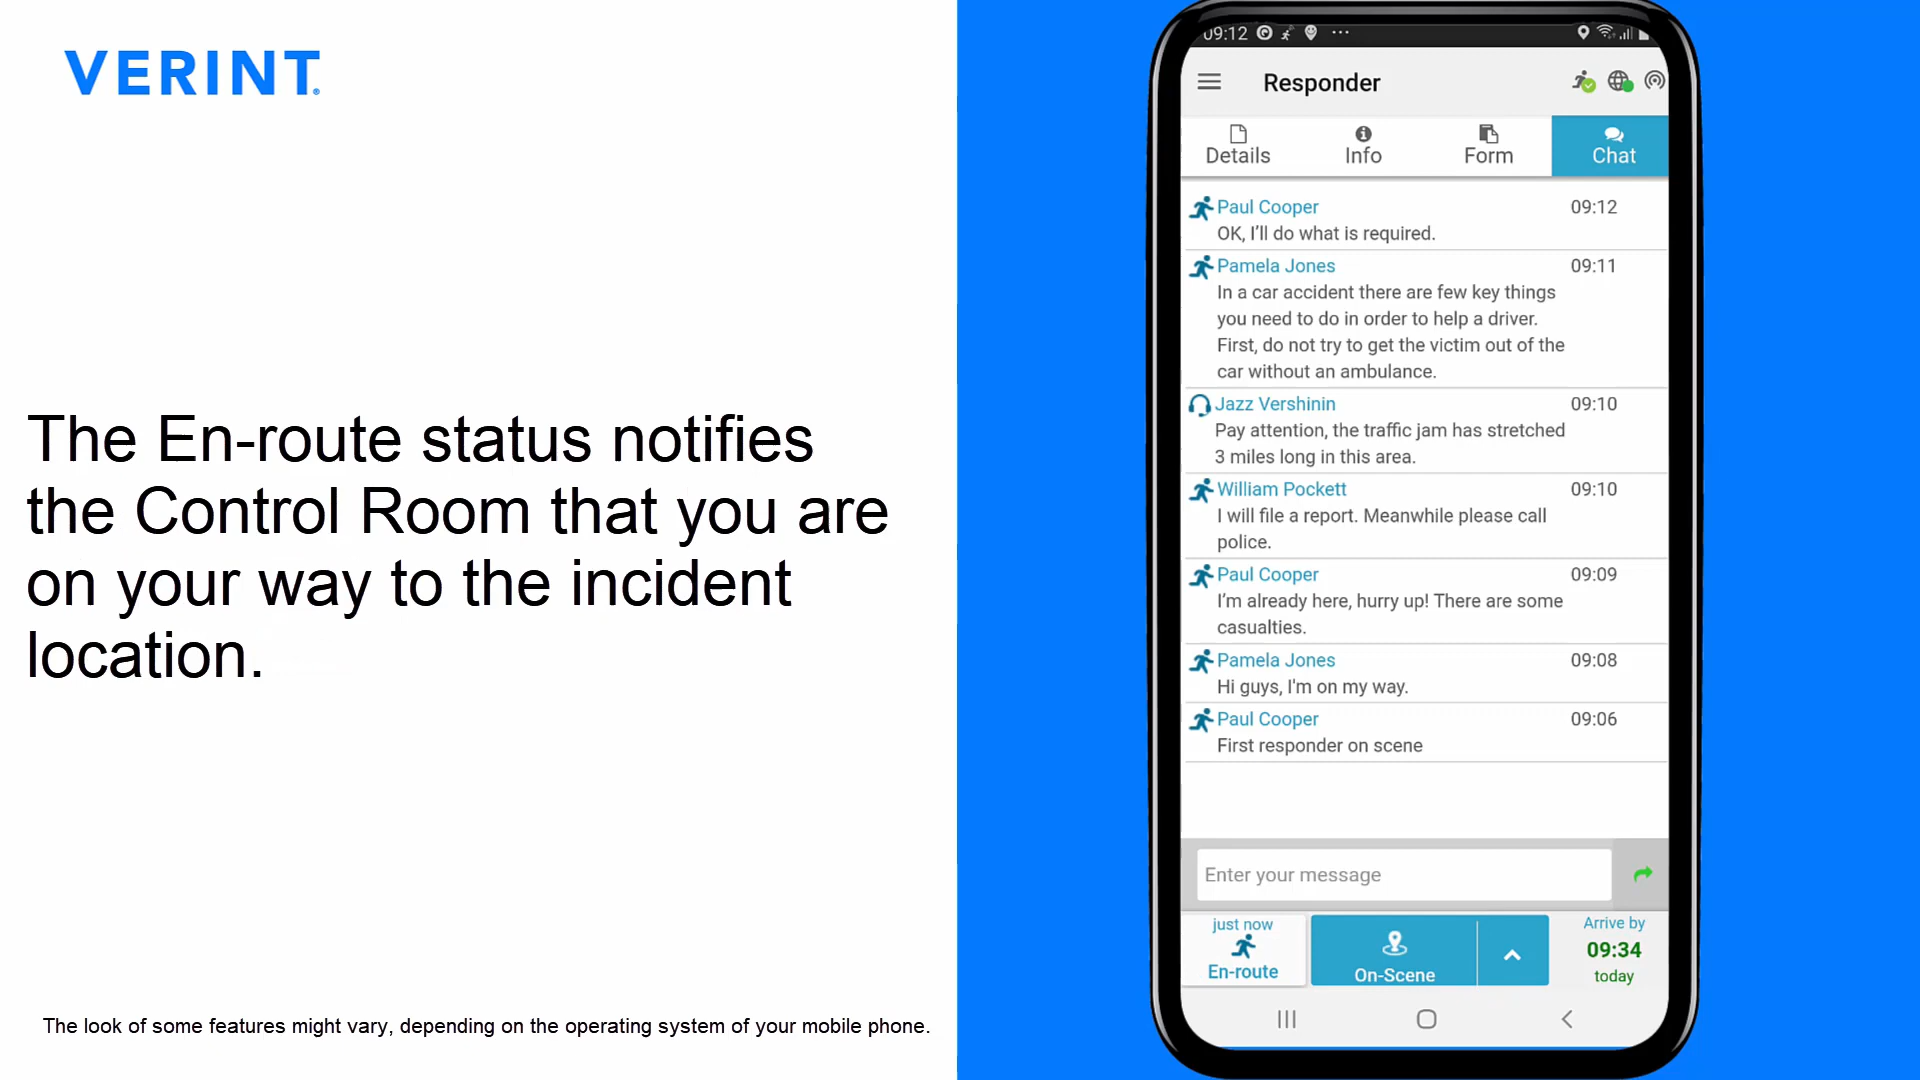 VERINT
The En-route status notifies
the Control Room that you are
on your way to the incident
location.
The look of some features might vary, depending on the operating system of your mobile phone.
09:12
Responder
Details
Info
Form
Chat
Paul Cooper 09:12
OK, I’ll do what is required.
Pamela Jones 09:11
In a car accident there are few key things
you need to do in order to help a driver.
First, do not try to get the victim out of the
car without an ambulance.
Jazz Vershinin 09:10
Pay attention, the traffic jam has stretched
3 miles long in this area.
William Pockett 09:10
I will file a report. Meanwhile please call
police.
Paul Cooper 09:09
I’m already here, hurry up! There are some
casualties.
Pamela Jones 09:08
Hi guys, I'm on my way.
Paul Cooper 09:06
First responder on scene
Enter your message
just now
En-route
On-Scene
Arrive by
09:34
today